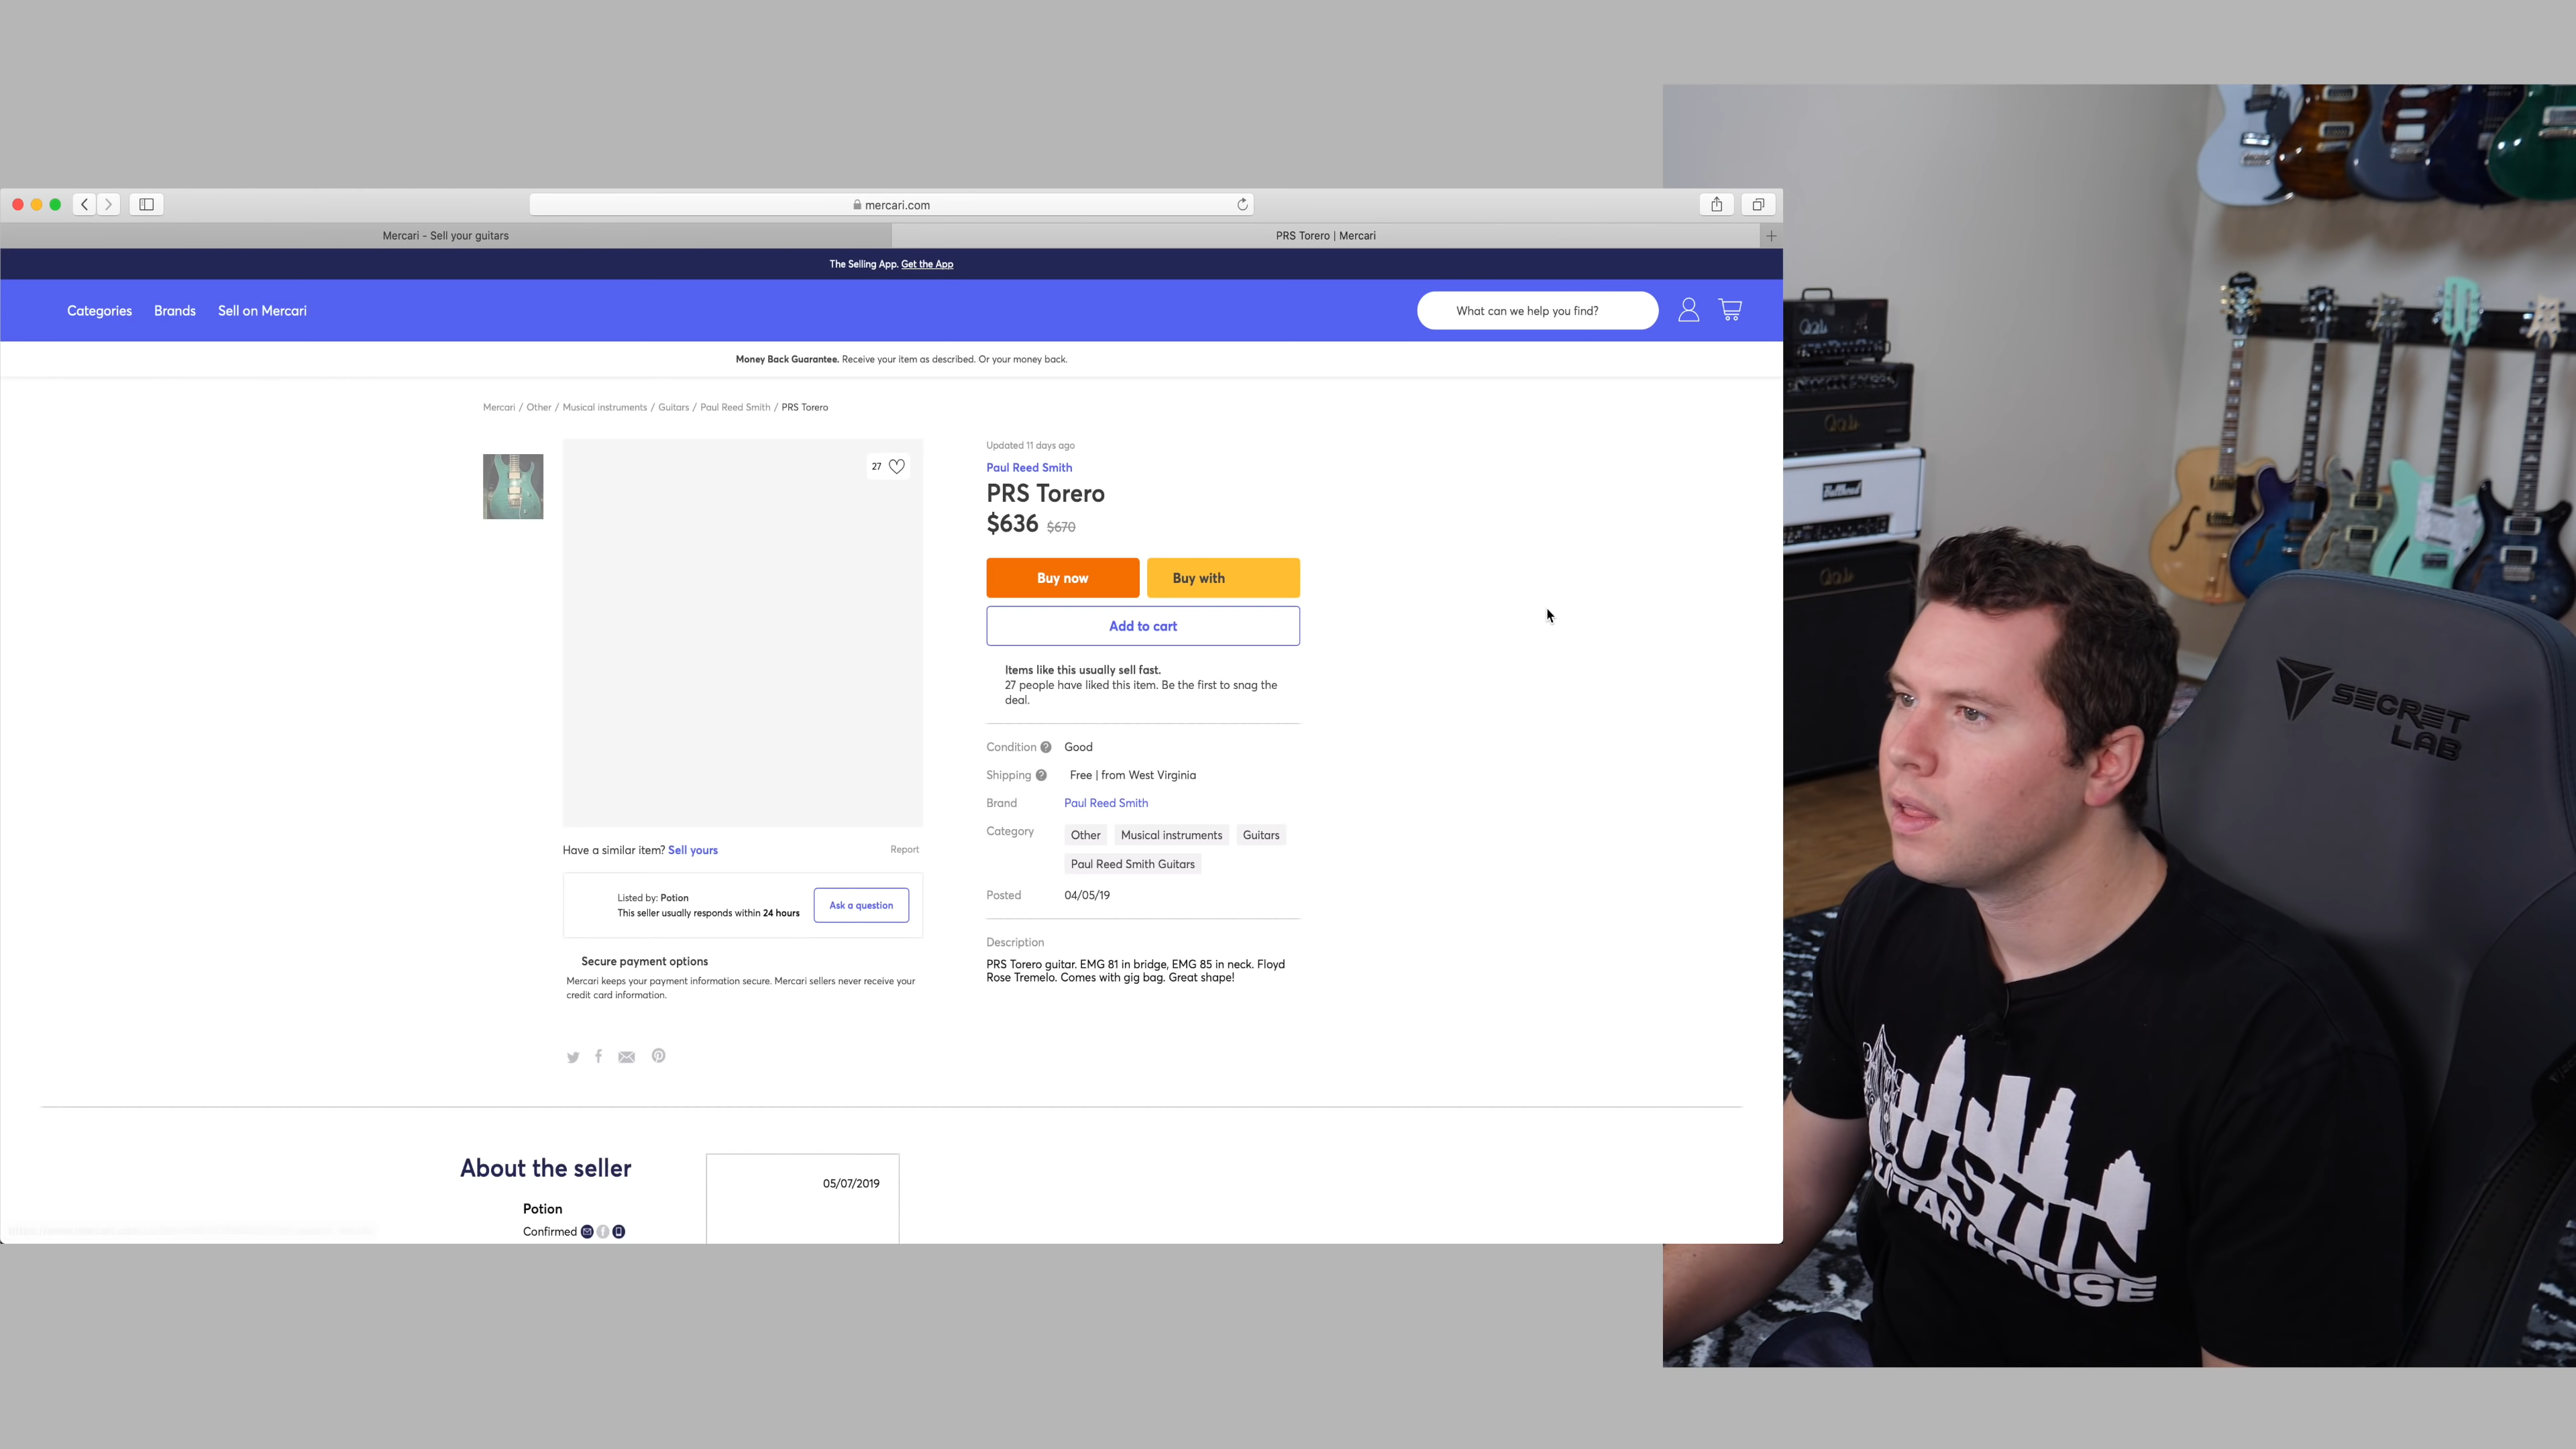 mercari.com
Mercari - Sell your guitars
PRS Torero | Mercari
The Selling App. Get the App
Categories
Brands
Sell on Mercari
What can we help you find?
Money Back Guarantee. Receive your item as described. Or your money back.
Mercari / Other / Musical instruments / Guitars / Paul Reed Smith / PRS Torero
27
Updated 11 days ago
Paul Reed Smith
PRS Torero
$636 $670
Buy now
Buy with
Add to cart
Items like this usually sell fast.
27 people have liked this item. Be the first to snag the
deal.
Condition ? Good
Shipping ? Free | from West Virginia
Brand Paul Reed Smith
Category Other Musical instruments Guitars
Paul Reed Smith Guitars
Posted 04/05/19
Description
PRS Torero guitar. EMG 81 in bridge, EMG 85 in neck. Floyd
Rose Tremelo. Comes with gig bag. Great shape!
Have a similar item? Sell yours
Report
Listed by: Potion
This seller usually responds within 24 hours
Ask a question
Secure payment options
Mercari keeps your payment information secure. Mercari sellers never receive your
credit card information.
About the seller
Potion
Confirmed
05/07/2019
SECRET
LAB
AUSTIN
GUITAR HOUSE